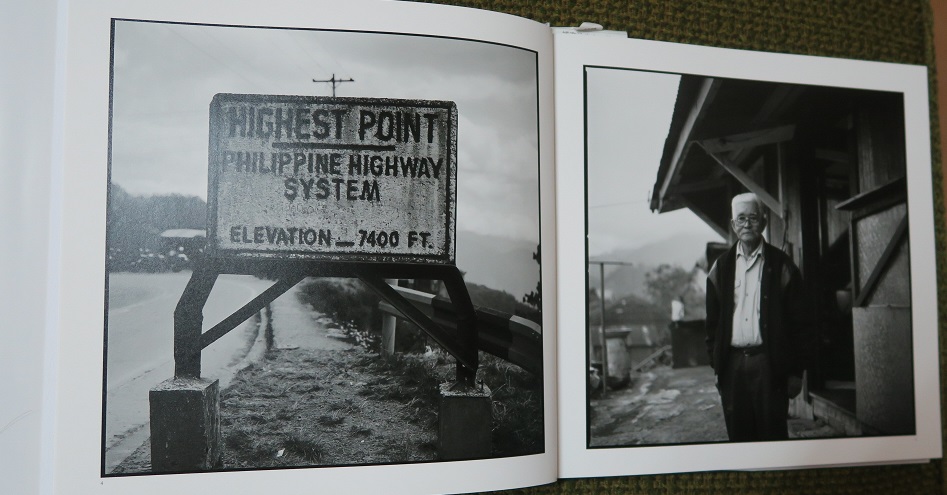 HIGHEST POINT
PHILIPPINE HIGHWAY
SYSTEM
ELEVATION — 7400 FT.